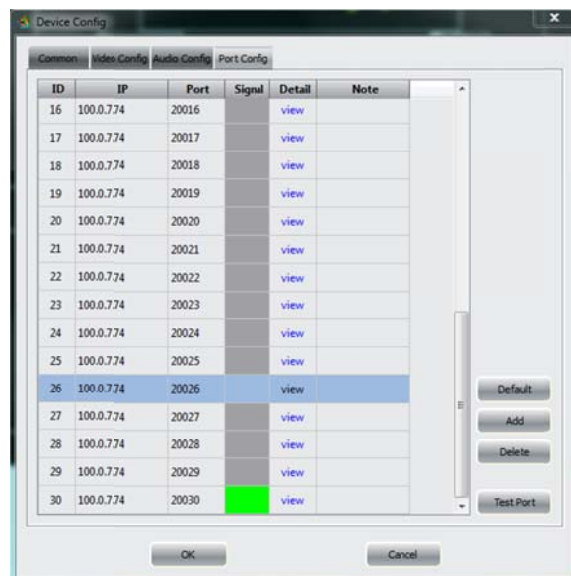 Device Config
Common Video Config Audio Config Port Config
ID IP Port Signal Detail Note
16 100.0.774 20016 view
17 100.0.774 20017 view
18 100.0.774 20018 view
19 100.0.774 20019 view
20 100.0.774 20020 view
21 100.0.774 20021 view
22 100.0.774 20022 view
23 100.0.774 20023 view
24 100.0.774 20024 view
25 100.0.774 20025 view
26 100.0.774 20026 view
27 100.0.774 20027 view
28 100.0.774 20028 view
29 100.0.774 20029 view
30 100.0.774 20030 view
Default
Add
Delete
Test Port
OK Cancel